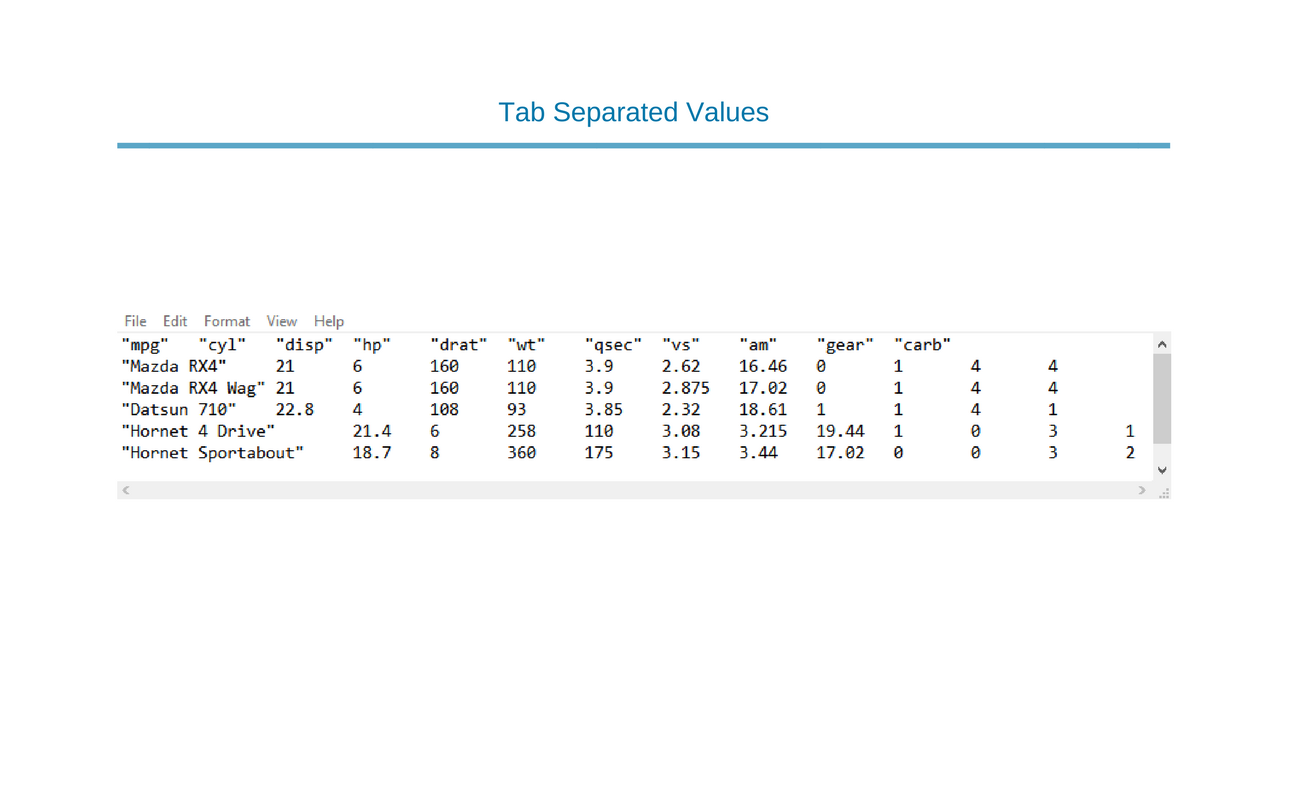 Tab Separated Values
File Edit Format View Help
"mpg" "cyl" "disp" "hp" "drat" "wt" "qsec" "vs" "am" "gear" "carb"
"Mazda RX4" 21 6 160 110 3.9 2.62 16.46 0 1 4 4
"Mazda RX4 Wag" 21 6 160 110 3.9 2.875 17.02 0 1 4 4
"Datsun 710" 22.8 4 108 93 3.85 2.32 18.61 1 1 4 1
"Hornet 4 Drive" 21.4 6 258 110 3.08 3.215 19.44 1 0 3 1
"Hornet Sportabout" 18.7 8 360 175 3.15 3.44 17.02 0 0 3 2